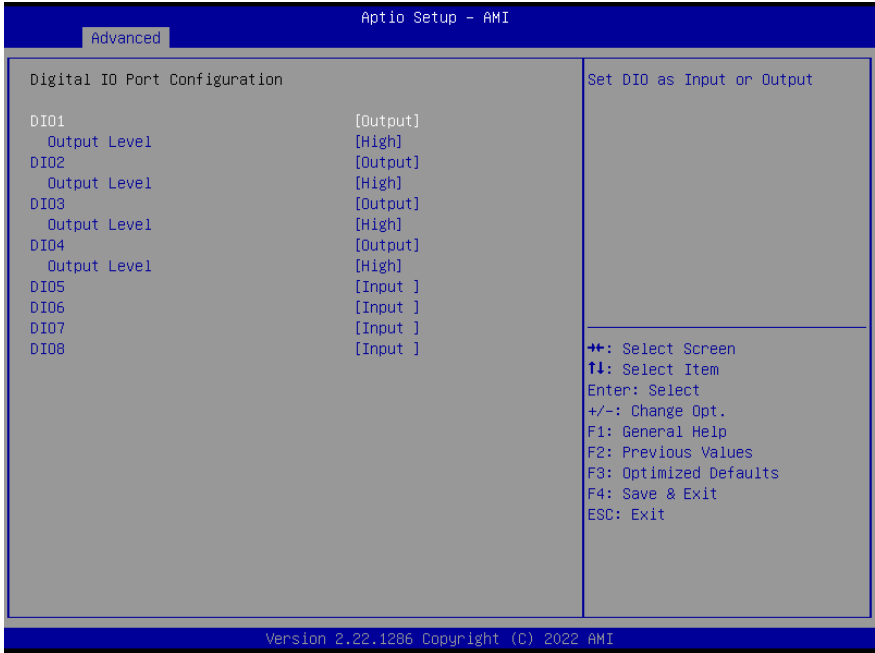 Aptio Setup – AMI
Advanced
Digital IO Port Configuration
DIO1 [Output]
Output Level [High]
DIO2 [Output]
Output Level [High]
DIO3 [Output]
Output Level [High]
DIO4 [Output]
Output Level [High]
DIO5 [Input ]
DIO6 [Input ]
DIO7 [Input ]
DIO8 [Input ]
Set DIO as Input or Output
→←: Select Screen
↑↓: Select Item
Enter: Select
+/-: Change Opt.
F1: General Help
F2: Previous Values
F3: Optimized Defaults
F4: Save & Exit
ESC: Exit
Version 2.22.1286 Copyright (C) 2022 AMI